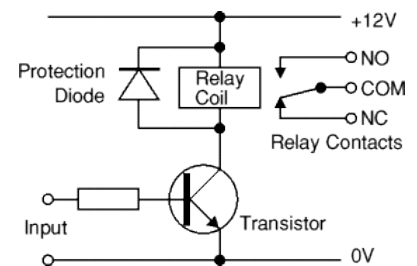 +12V
Protection
Diode
Relay
Coil
NO
COM
NC
Relay Contacts
Input
Transistor
0V